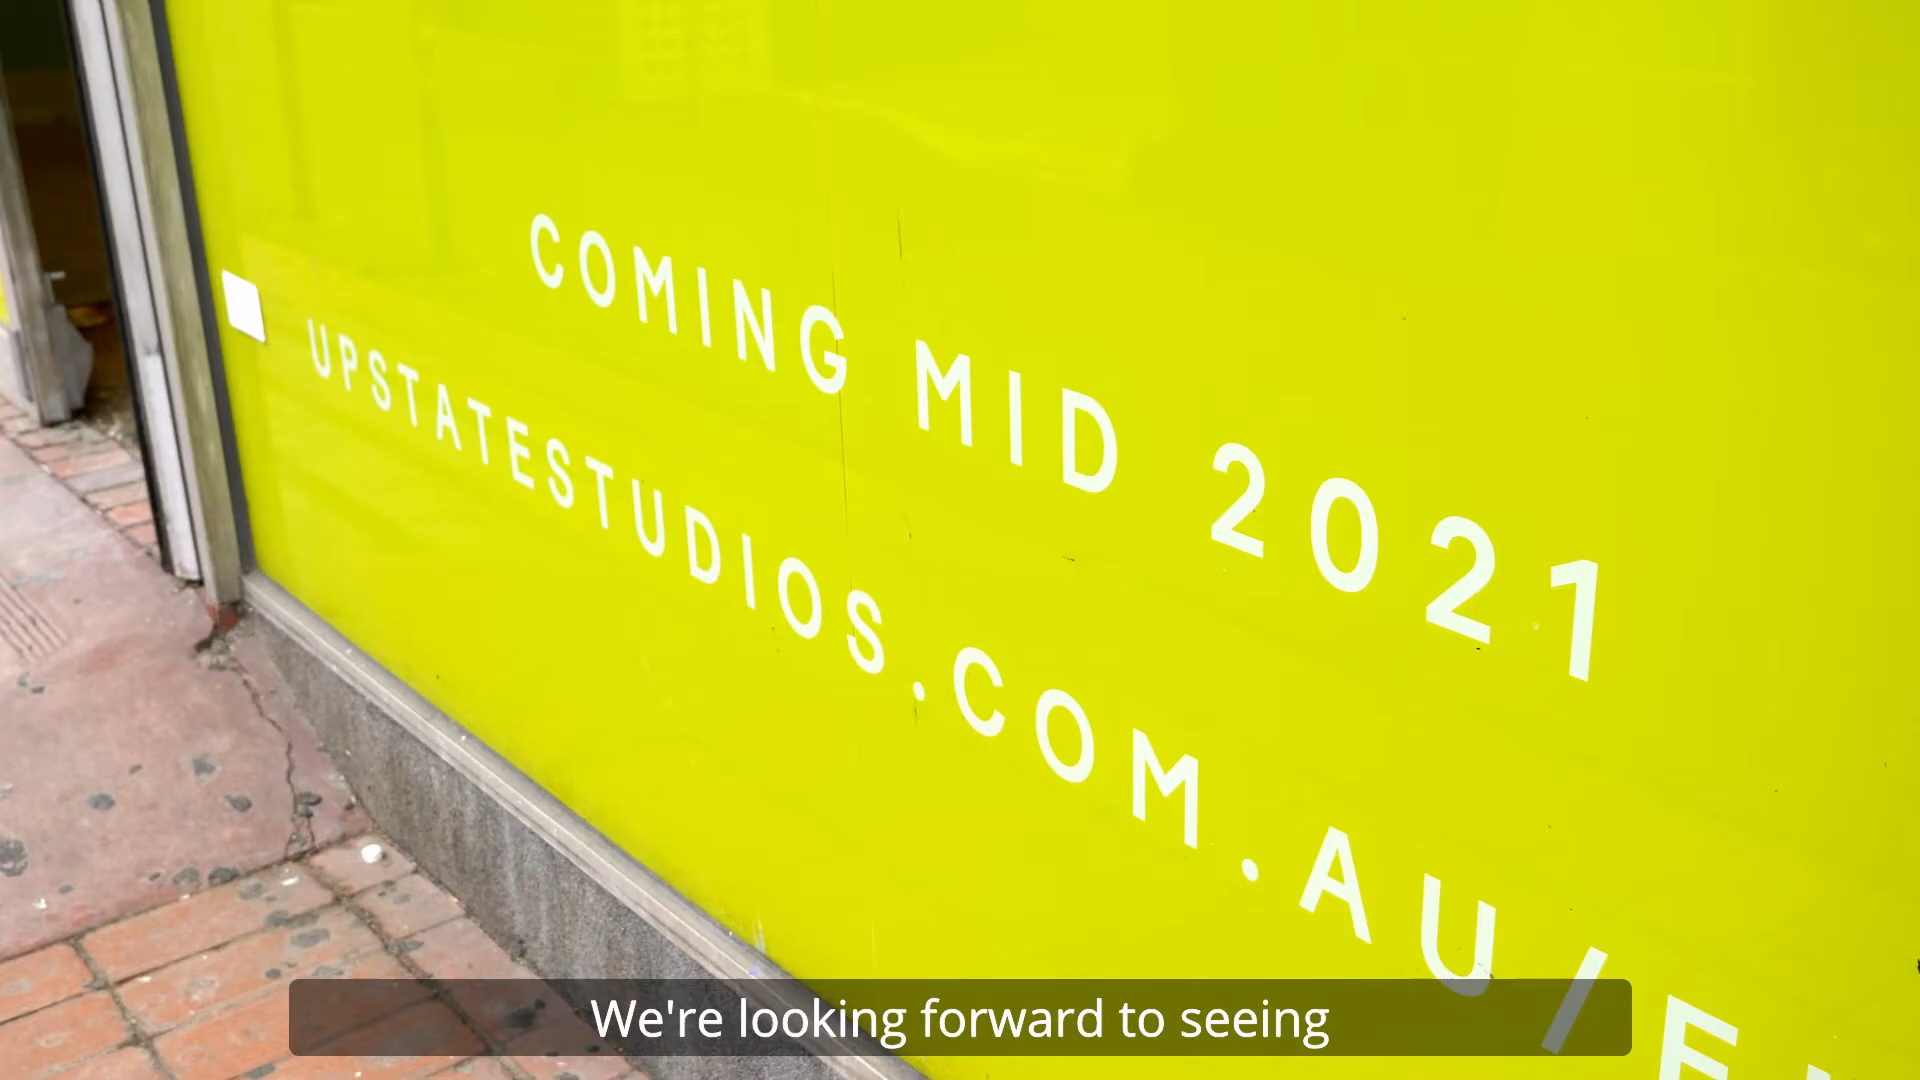 COMING MID 2021
UPSTATESTUDIOS.COM.AU/
We're looking forward to seeing